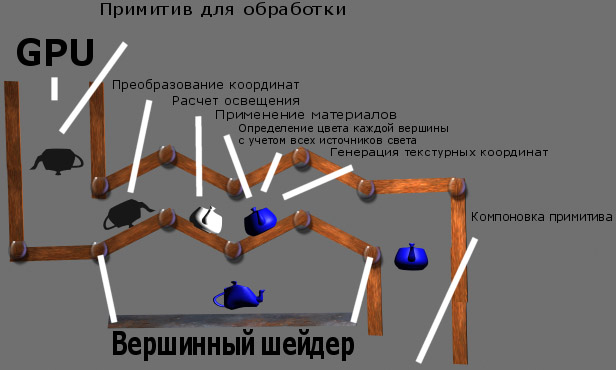 Примитив для обработки
GPU
Преобразование координат
Расчет освещения
Применение материалов
Определение цвета каждой вершины
с учетом всех источников света
Генерация текстурных координат
Компоновка примитива
Вершинный шейдер